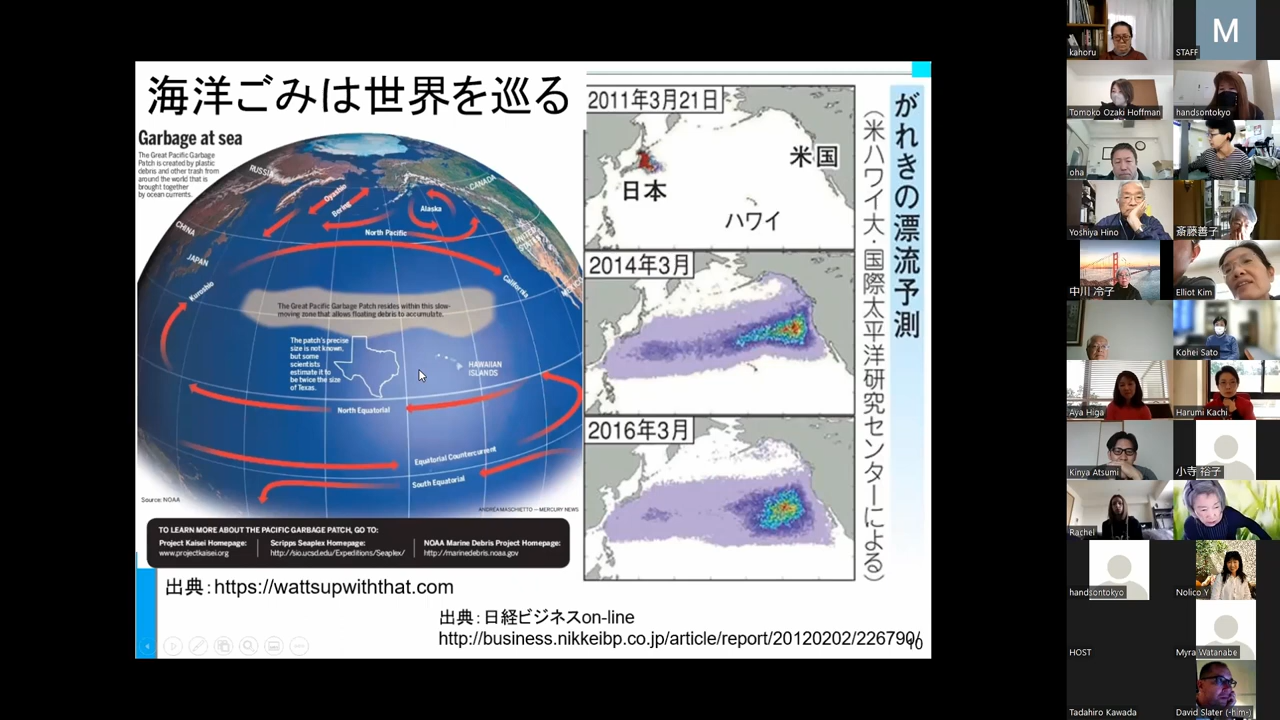 海洋ごみは世界を巡る
Garbage at sea
The Great Pacific Garbage
Patch is created by plastic
debris and other trash from
around the world that is
brought together
by ocean currents.
RUSSIA
CANADA
UNITED
STATES
CHINA
JAPAN
MEXICO
Oyashio
Bering
Alaska
North Pacific
California
Kuroshio
The Great Pacific Garbage Patch resides within this slow-
moving zone that allows floating debris to accumulate.
The patch's precise
size is not known,
but some
scientists
estimate it to
be twice the size
of Texas.
HAWAIIAN
ISLANDS
North Equatorial
Equatorial Countercurrent
South Equatorial
Source: NOAA
ANDREA MASCHIETTO — MERCURY NEWS
TO LEARN MORE ABOUT THE PACIFIC GARBAGE PATCH, GO TO:
Project Kaisei Homepage:
www.projectkaisei.org
Scripps Seaplex Homepage:
http://sio.ucsd.edu/Expeditions/Seaplex/
NOAA Marine Debris Project Homepage:
http://marinedebris.noaa.gov
出典：https://wattsupwiththat.com
がれきの漂流予測
（米ハワイ大・国際太平洋研究センターによる）
2011年3月21日
米国
日本
ハワイ
2014年3月
2016年3月
出典：日経ビジネスon-line
http://business.nikkeibp.co.jp/article/report/20120202/226790/
10
kahoru
M
STAFF
Tomoko Ozaki Hoffman
handsontokyo
oha
Yoshiya Hino
斎藤善子
中川 冷子
Elliot Kim
Kohei Sato
Aya Higa
Harumi Kachi
Kinya Atsumi
小寺 裕子
Rachel
handsontokyo
Nolico Y
HOST
Myra Watanabe
Tadahiro Kawada
David Slater (-him-)